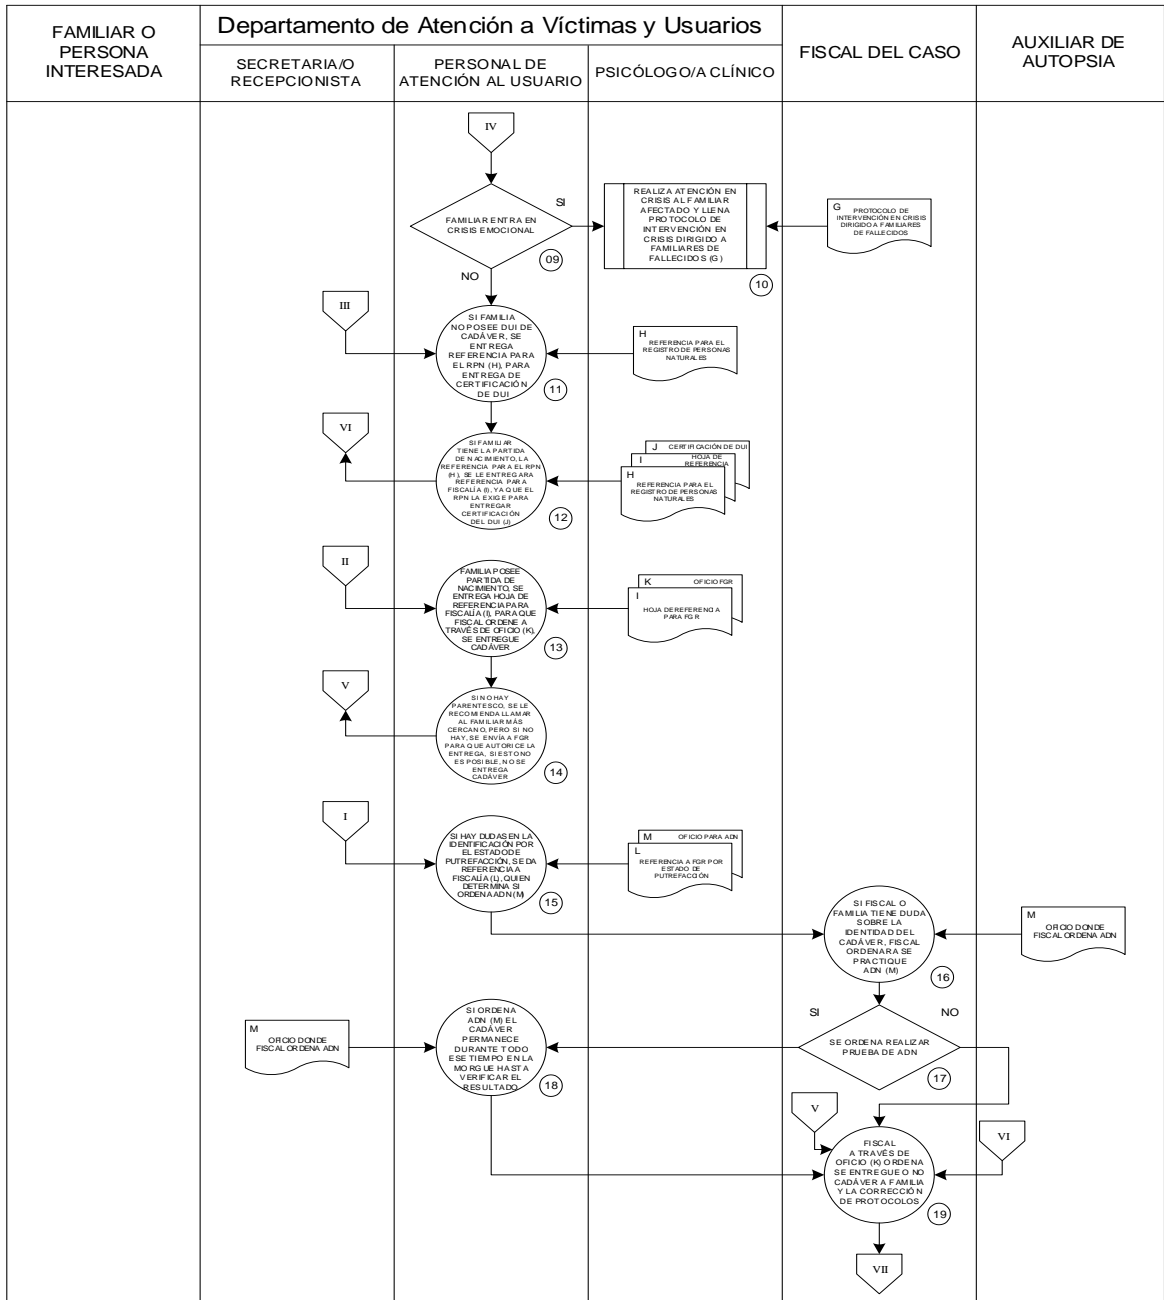 FAMILIAR O
PERSONA
INTERESADA
Departamento de Atención a Víctimas y Usuarios
SECRETARIA/O
RECEPCIONISTA
PERSONAL DE
ATENCIÓN AL USUARIO
PSICÓLOGO/A CLÍNICO
FISCAL DEL CASO
AUXILIAR DE
AUTOPSIA
IV
FAMILIAR ENTRA EN
CRISIS EMOCIONAL
SI
NO
09
REALIZA ATENCIÓN EN
CRISIS AL FAMILIAR
AFECTADO Y LLENA
PROTOCOLO DE
INTERVENCIÓN EN
CRISIS DIRIGIDO A
FAMILIARES DE
FALLECIDOS (G)
10
G
PROTOCOLO DE
INTERVENCIÓN EN CRISIS
DIRIGIDO A FAMILIARES
DE FALLECIDOS
III
SI FAMILIA
NO POSEE DUI DE
CADÁVER, SE
ENTREGA
REFERENCIA PARA
EL RPN (H), PARA
ENTREGA DE
CERTIFICACIÓN
DE DUI
11
H
REFERENCIA PARA EL
REGISTRO DE PERSONAS
NATURALES
VI
SI FAMILIAR
TIENE LA PARTIDA
DE NACIMIENTO, LA
REFERENCIA PARA EL RPN
(H), SE LE ENTREGARA
REFERENCIA PARA
FISCALÍA (I), YA QUE EL
RPN LA EXIGE PARA
ENTREGAR
CERTIFICACIÓN
DEL DUI (J)
12
J CERTIFICACIÓN DE DUI
I HOJA DE
REFERENCIA
H
REFERENCIA PARA EL
REGISTRO DE PERSONAS
NATURALES
II
FAMILIA POSEE
PARTIDA DE
NACIMIENTO, SE
ENTREGA HOJA DE
REFERENCIA PARA
FISCALÍA (I), PARA QUE
FISCAL ORDENE A
TRAVÉS DE OFICIO (K),
SE ENTREGUE
CADÁVER
13
K OFICIO FGR
I
HOJA DE REFERENCIA
PARA FGR
V
SI NO HAY
PARENTESCO, SE LE
RECOMIENDA LLAMAR
AL FAMILIAR MÁS
CERCANO, PERO SI NO
HAY, SE ENVÍA A FGR
PARA QUE AUTORICE LA
ENTREGA, SI ESTO NO
ES POSIBLE, NO SE
ENTREGA
CADÁVER
14
I
SI HAY DUDAS EN LA
IDENTIFICACIÓN POR
EL ESTADO DE
PUTREFACCIÓN, SE DA
REFERENCIA A
FISCALÍA (L), QUIEN
DETERMINA SI
ORDENA ADN (M)
15
M OFICIO PARA ADN
L
REFERENCIA A FGR POR
ESTADO DE
PUTREFACCIÓN
SI FISCAL O
FAMILIA TIENE DUDA
SOBRE LA
IDENTIDAD DEL
CADÁVER, FISCAL
ORDENARA SE
PRACTIQUE
ADN (M)
16
M
OFICIO DONDE
FISCAL ORDENA ADN
SI
NO
SE ORDENA REALIZAR
PRUEBA DE ADN
17
M
OFICIO DONDE
FISCAL ORDENA ADN
SI ORDENA
ADN (M) EL
CADÁVER
PERMANECE
DURANTE TODO
ESE TIEMPO EN LA
MORGUE HASTA
VERIFICAR EL
RESULTADO
18
V
VI
FISCAL
A TRAVÉS DE
OFICIO (K) ORDENA
SE ENTREGUE O NO
CADÁVER A FAMILIA
Y LA CORRECCIÓN
DE PROTOCOLOS
19
VII